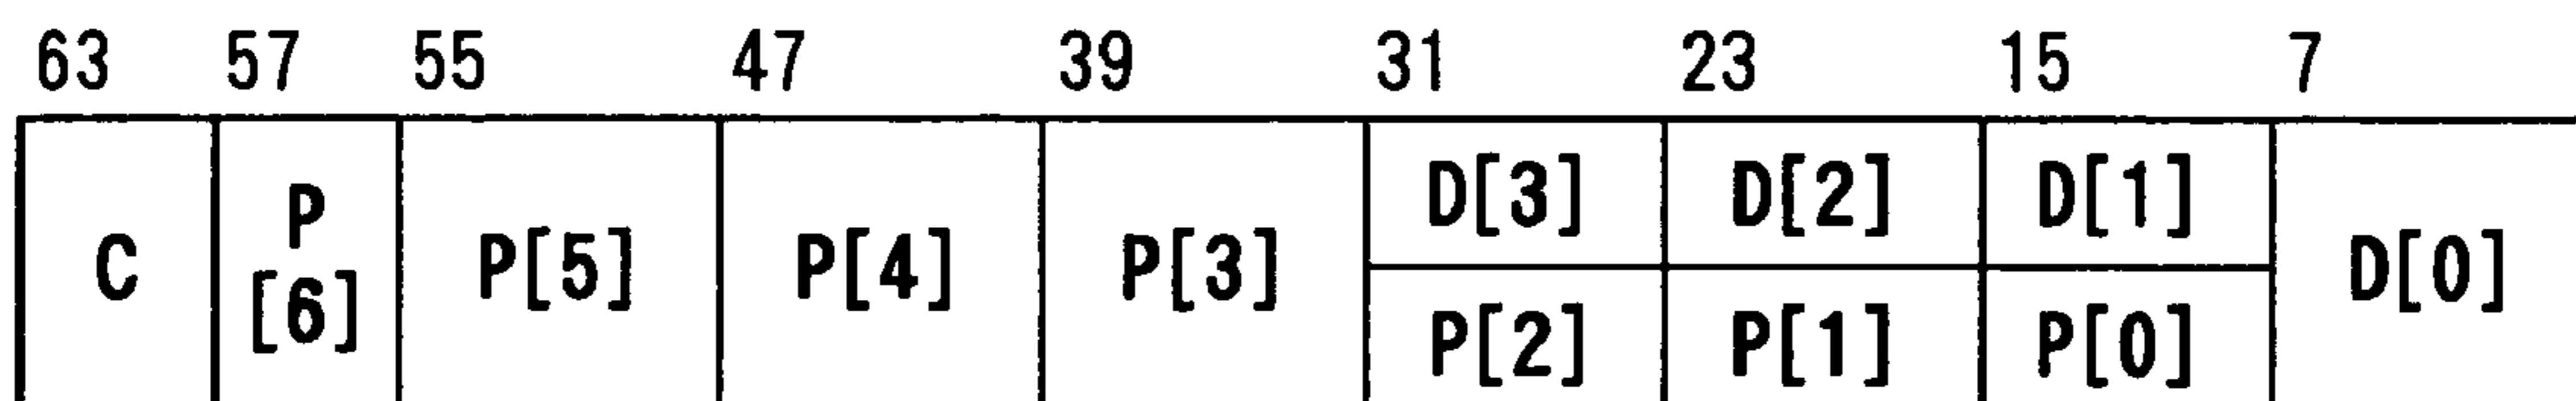 63 57 55 47 39 31 23 15 7
D[3] D[2] D[1]
C P [6] P[5] P[4] P[3] D[0]
P[2] P[1] P[0]